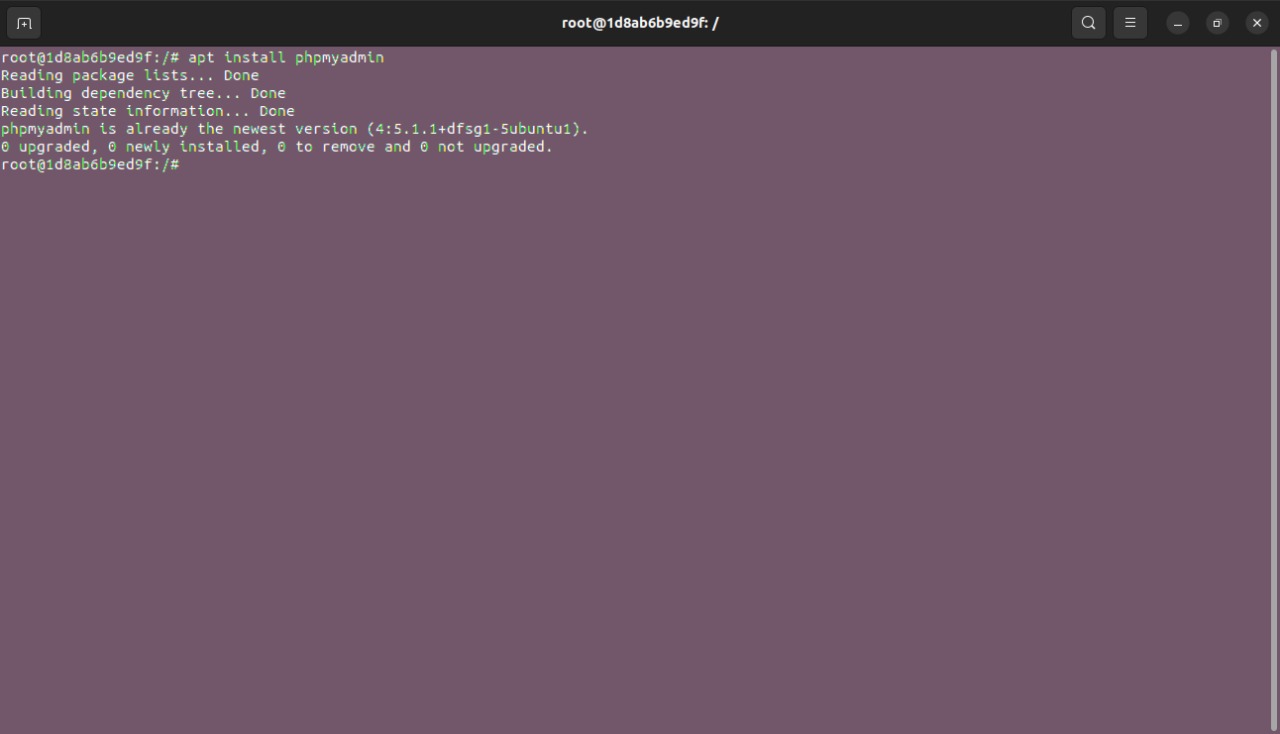 root@1d8ab6b9ed9f: /
root@1d8ab6b9ed9f:/# apt install phpmyadmin
Reading package lists... Done
Building dependency tree... Done
Reading state information... Done
phpmyadmin is already the newest version (4:5.1.1+dfsg1-5ubuntu1).
0 upgraded, 0 newly installed, 0 to remove and 0 not upgraded.
root@1d8ab6b9ed9f:/#